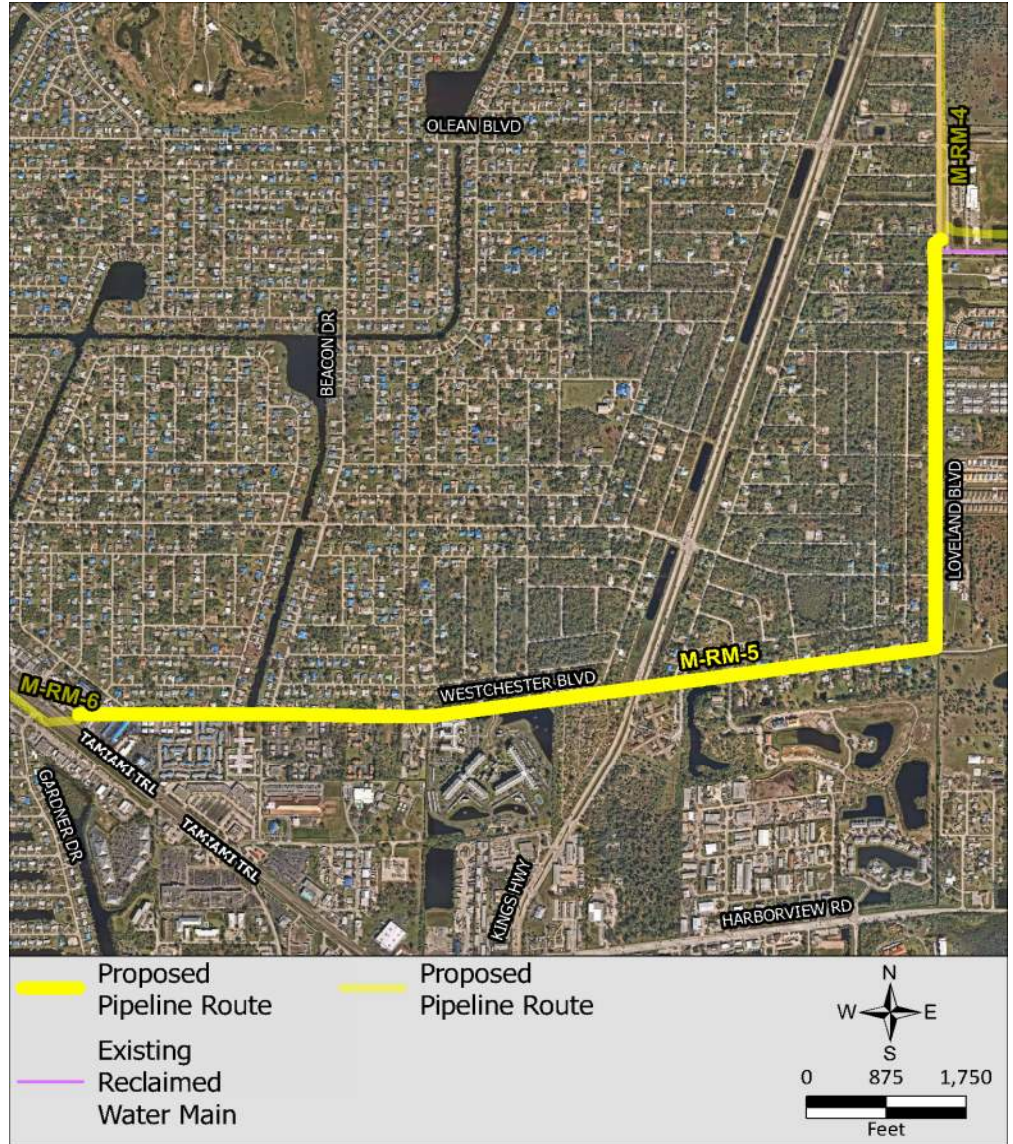 OLEAN BLVD
M-RM-4
BEACON DR
LOVELAND BLVD
M-RM-5
WESTCHESTER BLVD
M-RM-6
TAMIAMI TRL
GARDNER DR
TAMIAMI TRL
KINGS HWY
HARBORVIEW RD
Proposed
Pipeline Route
Proposed
Pipeline Route
Existing
Reclaimed
Water Main
N
W E
S
0 875 1,750
Feet